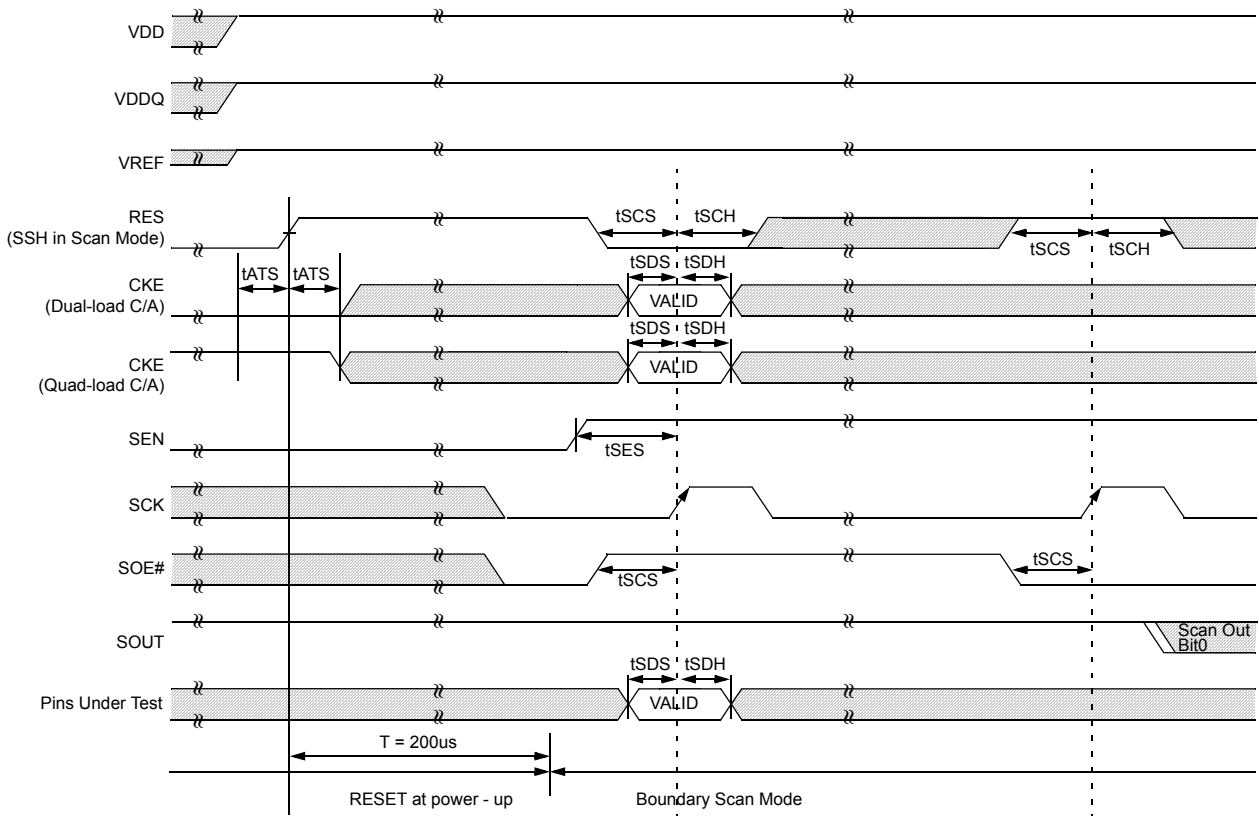 VDD
VDDQ
VREF
RES
(SSH in Scan Mode)
tSCS
tSCH
tSCS
tSCH
tATS
tATS
CKE
(Dual-load C/A)
tSDS
tSDH
VALID
CKE
(Quad-load C/A)
tSDS
tSDH
VALID
SEN
tSES
SCK
SOE#
tSCS
tSCS
SOUT
Scan Out
Bit0
Pins Under Test
tSDS
tSDH
VALID
T = 200us
RESET at power - up
Boundary Scan Mode